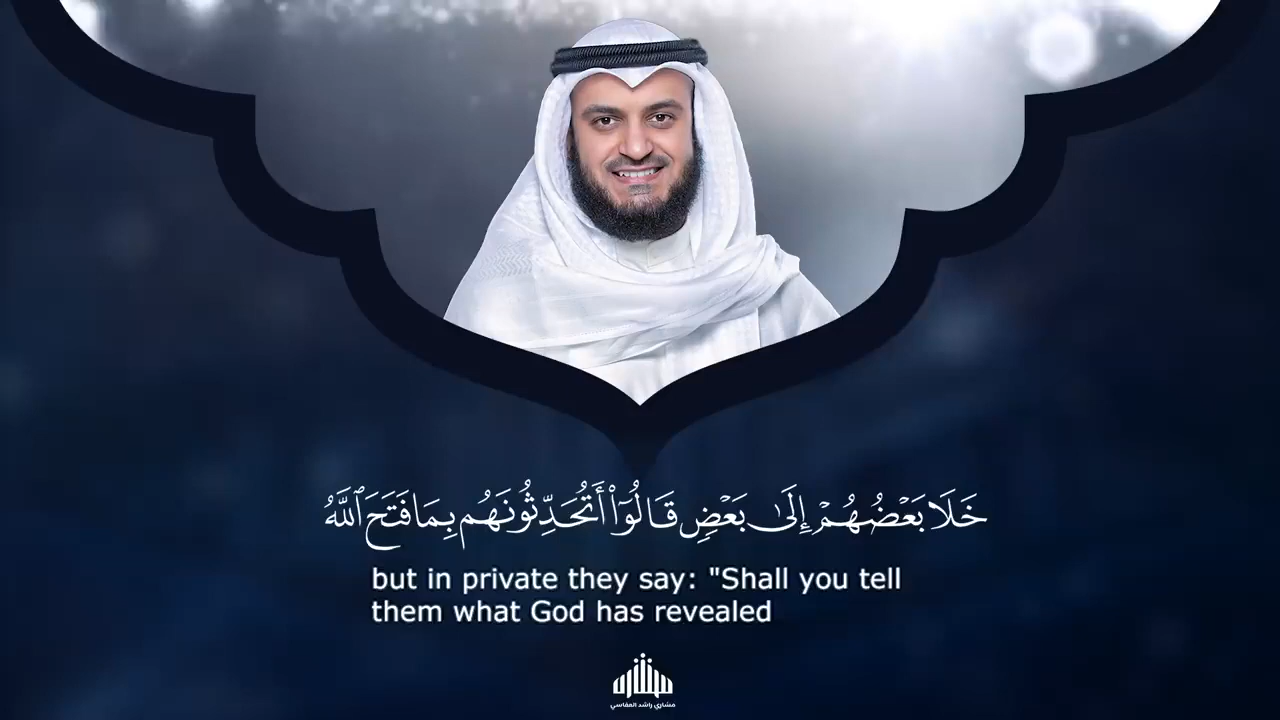 خَلَا بَعْضُهُمْ إِلَىٰ بَعْضٍ قَالُوٓا۟ أَتُحَدِّثُونَهُم بِمَا فَتَحَ ٱللَّهُ
but in private they say: "Shall you tell
them what God has revealed
مشاري راشد العفاسي